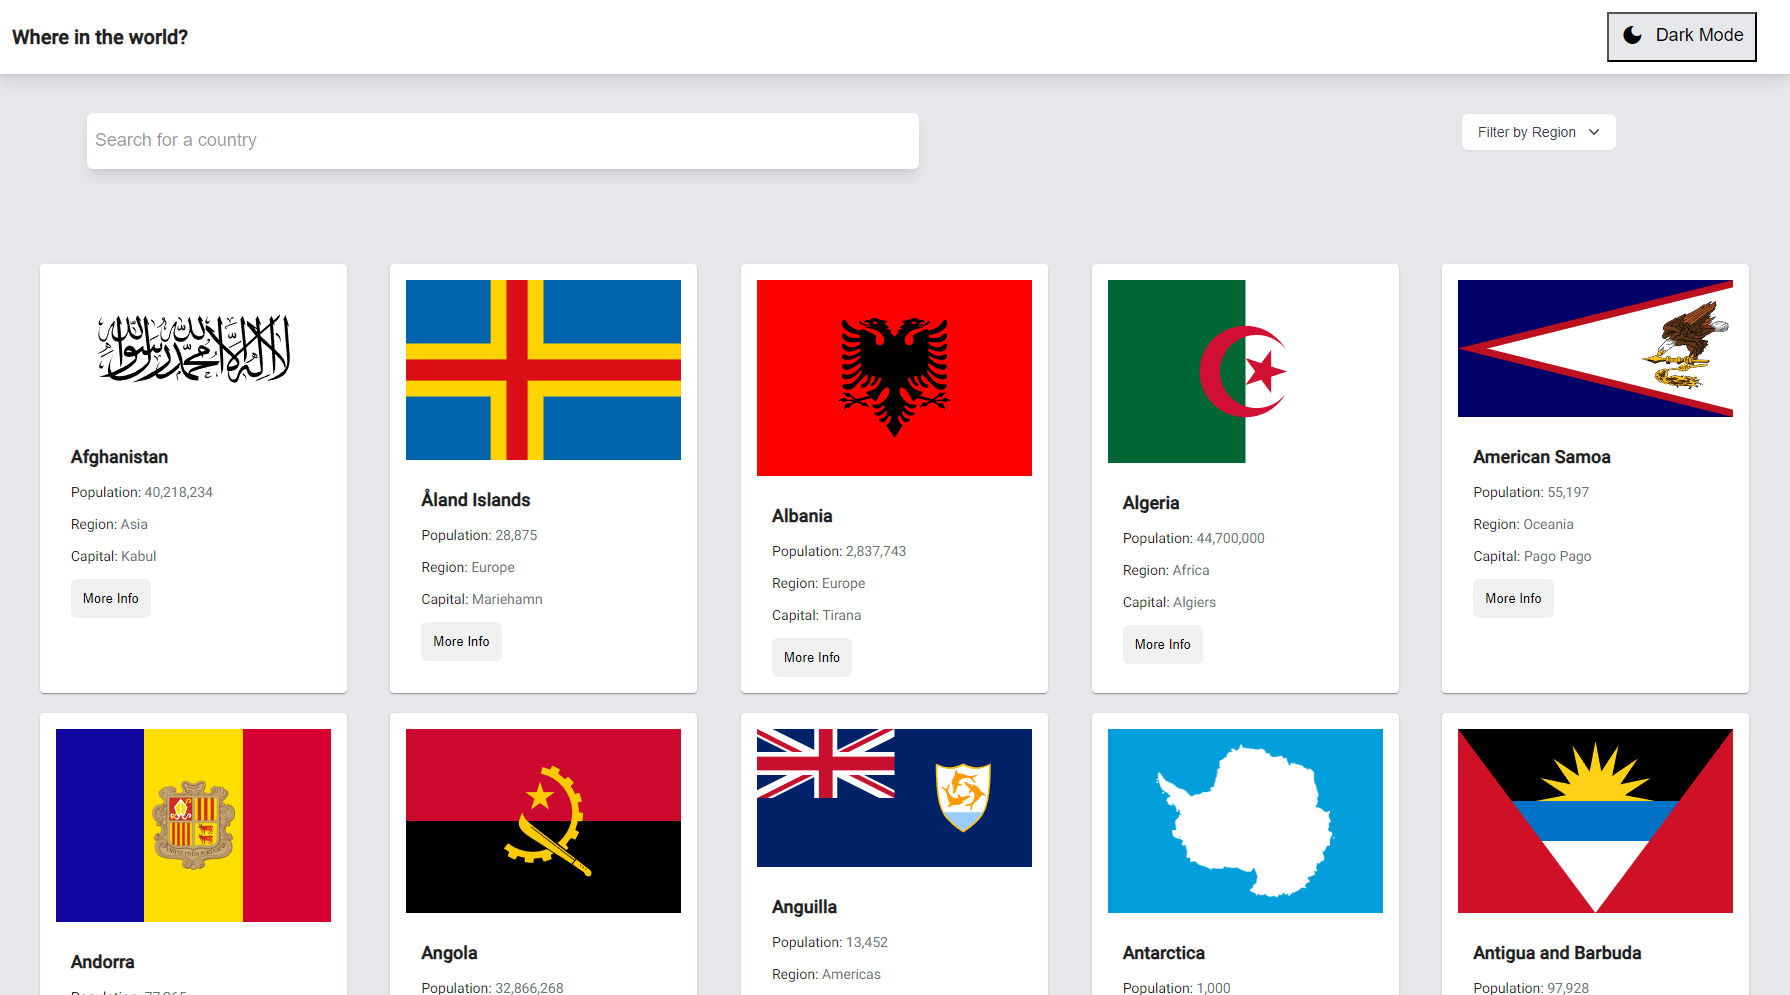 Where in the world?
Dark Mode
Search for a country
Filter by Region
لا إله إلا الله محمد رسول الله
Afghanistan
Population: 40,218,234
Region: Asia
Capital: Kabul
More Info
Åland Islands
Population: 28,875
Region: Europe
Capital: Mariehamn
More Info
Albania
Population: 2,837,743
Region: Europe
Capital: Tirana
More Info
Algeria
Population: 44,700,000
Region: Africa
Capital: Algiers
More Info
American Samoa
Population: 55,197
Region: Oceania
Capital: Pago Pago
More Info
Andorra
Population:
Angola
Population: 32,866,268
Anguilla
Population: 13,452
Region: Americas
Antarctica
Population: 1,000
Antigua and Barbuda
Population: 97,928